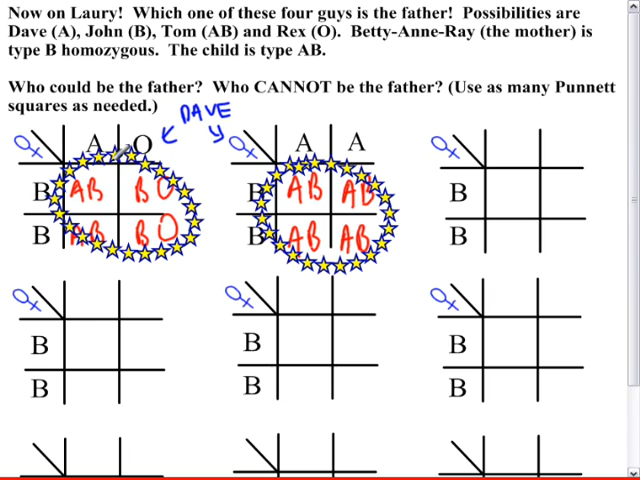 Now on Laury! Which one of these four guys is the father! Possibilities are
Dave (A), John (B), Tom (AB) and Rex (O). Betty-Anne-Ray (the mother) is
type B homozygous. The child is type AB.
Who could be the father? Who CANNOT be the father? (Use as many Punnett
squares as needed.)
DAVE
A O
A A
B AB BO
B AB AB
B
B AB BO
B AB AB
B
B
B
B
B
B
B